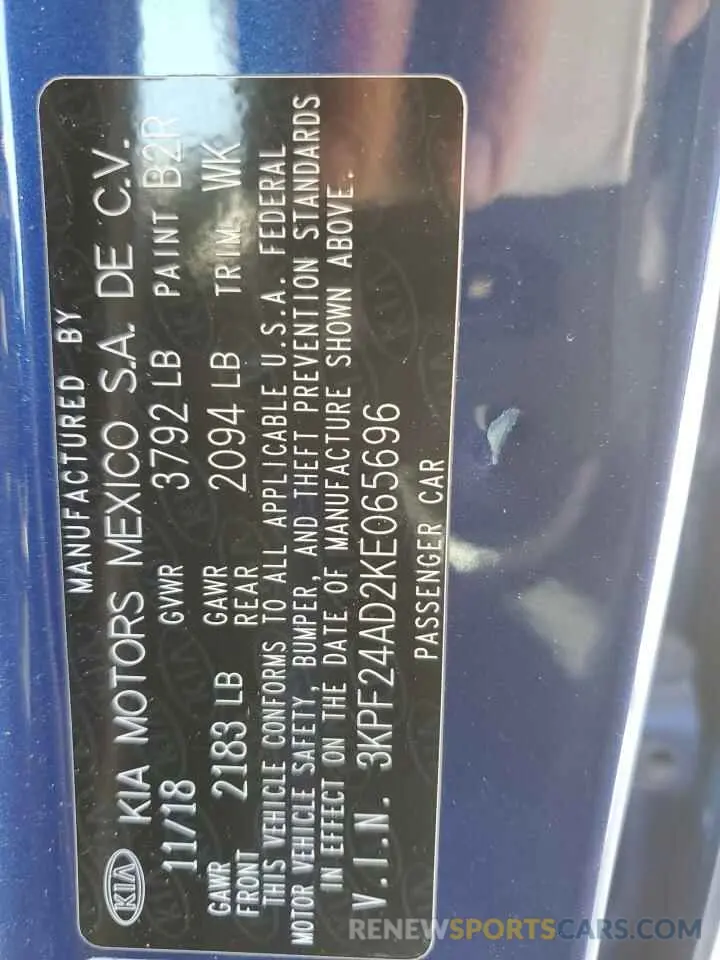 MANUFACTURED BY
KIA KIA MOTORS MEXICO S.A. DE C.V.
11/18 GVWR 3792 LB PAINT B2R
GAWR FRONT 2183 LB GAWR REAR 2094 LB TRIM WK
THIS VEHICLE CONFORMS TO ALL APPLICABLE U.S.A. FEDERAL
MOTOR VEHICLE SAFETY, BUMPER, AND THEFT PREVENTION STANDARDS
IN EFFECT ON THE DATE OF MANUFACTURE SHOWN ABOVE.
V.I.N. 3KPF24AD2KE065696
PASSENGER CAR
RENEWSPORTSCARS.COM